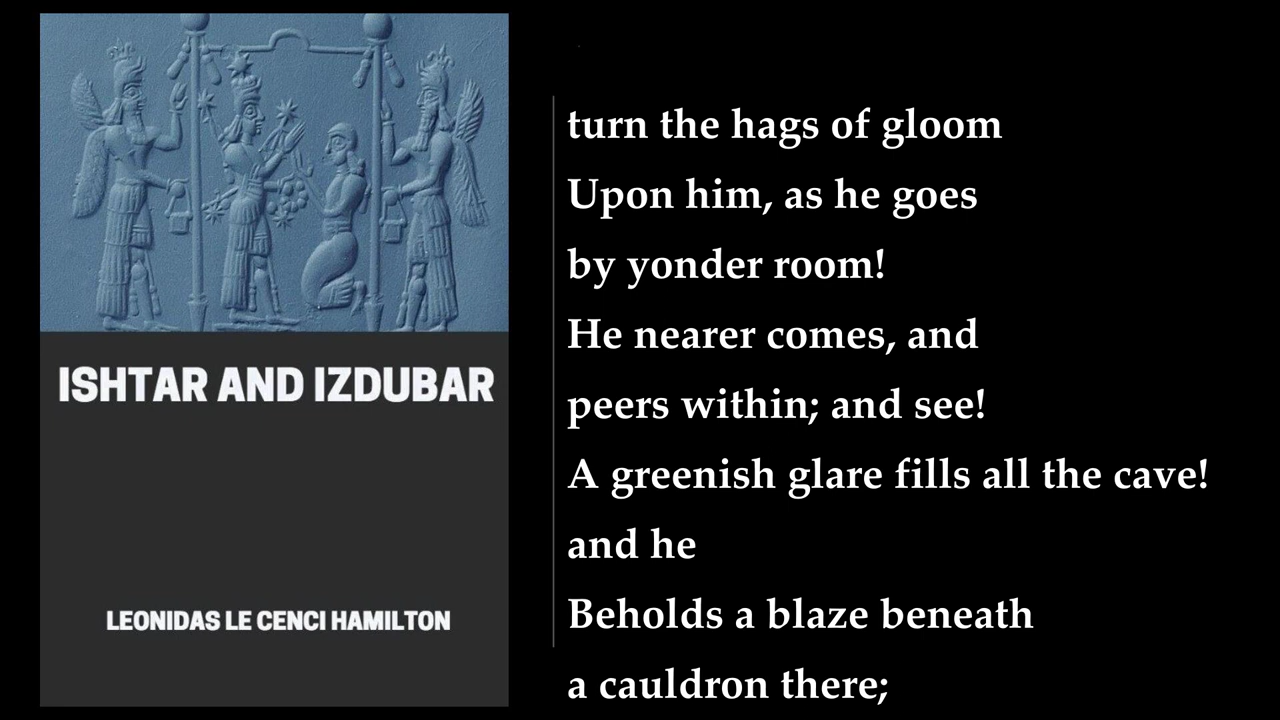 ISHTAR AND IZDUBAR
LEONIDAS LE CENCI HAMILTON
turn the hags of gloom
Upon him, as he goes
by yonder room!
He nearer comes, and
peers within; and see!
A greenish glare fills all the cave!
and he
Beholds a blaze beneath
a cauldron there;